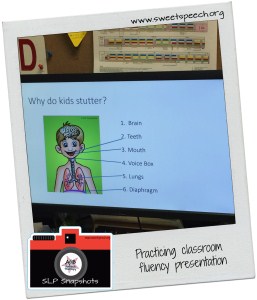 www.sweetspeech.org
D
Why do kids stutter?
1. Brain
2. Teeth
3. Mouth
4. Voice Box
5. Lungs
6. Diaphragm
SLP Snapshots
Practicing classroom
fluency presentation